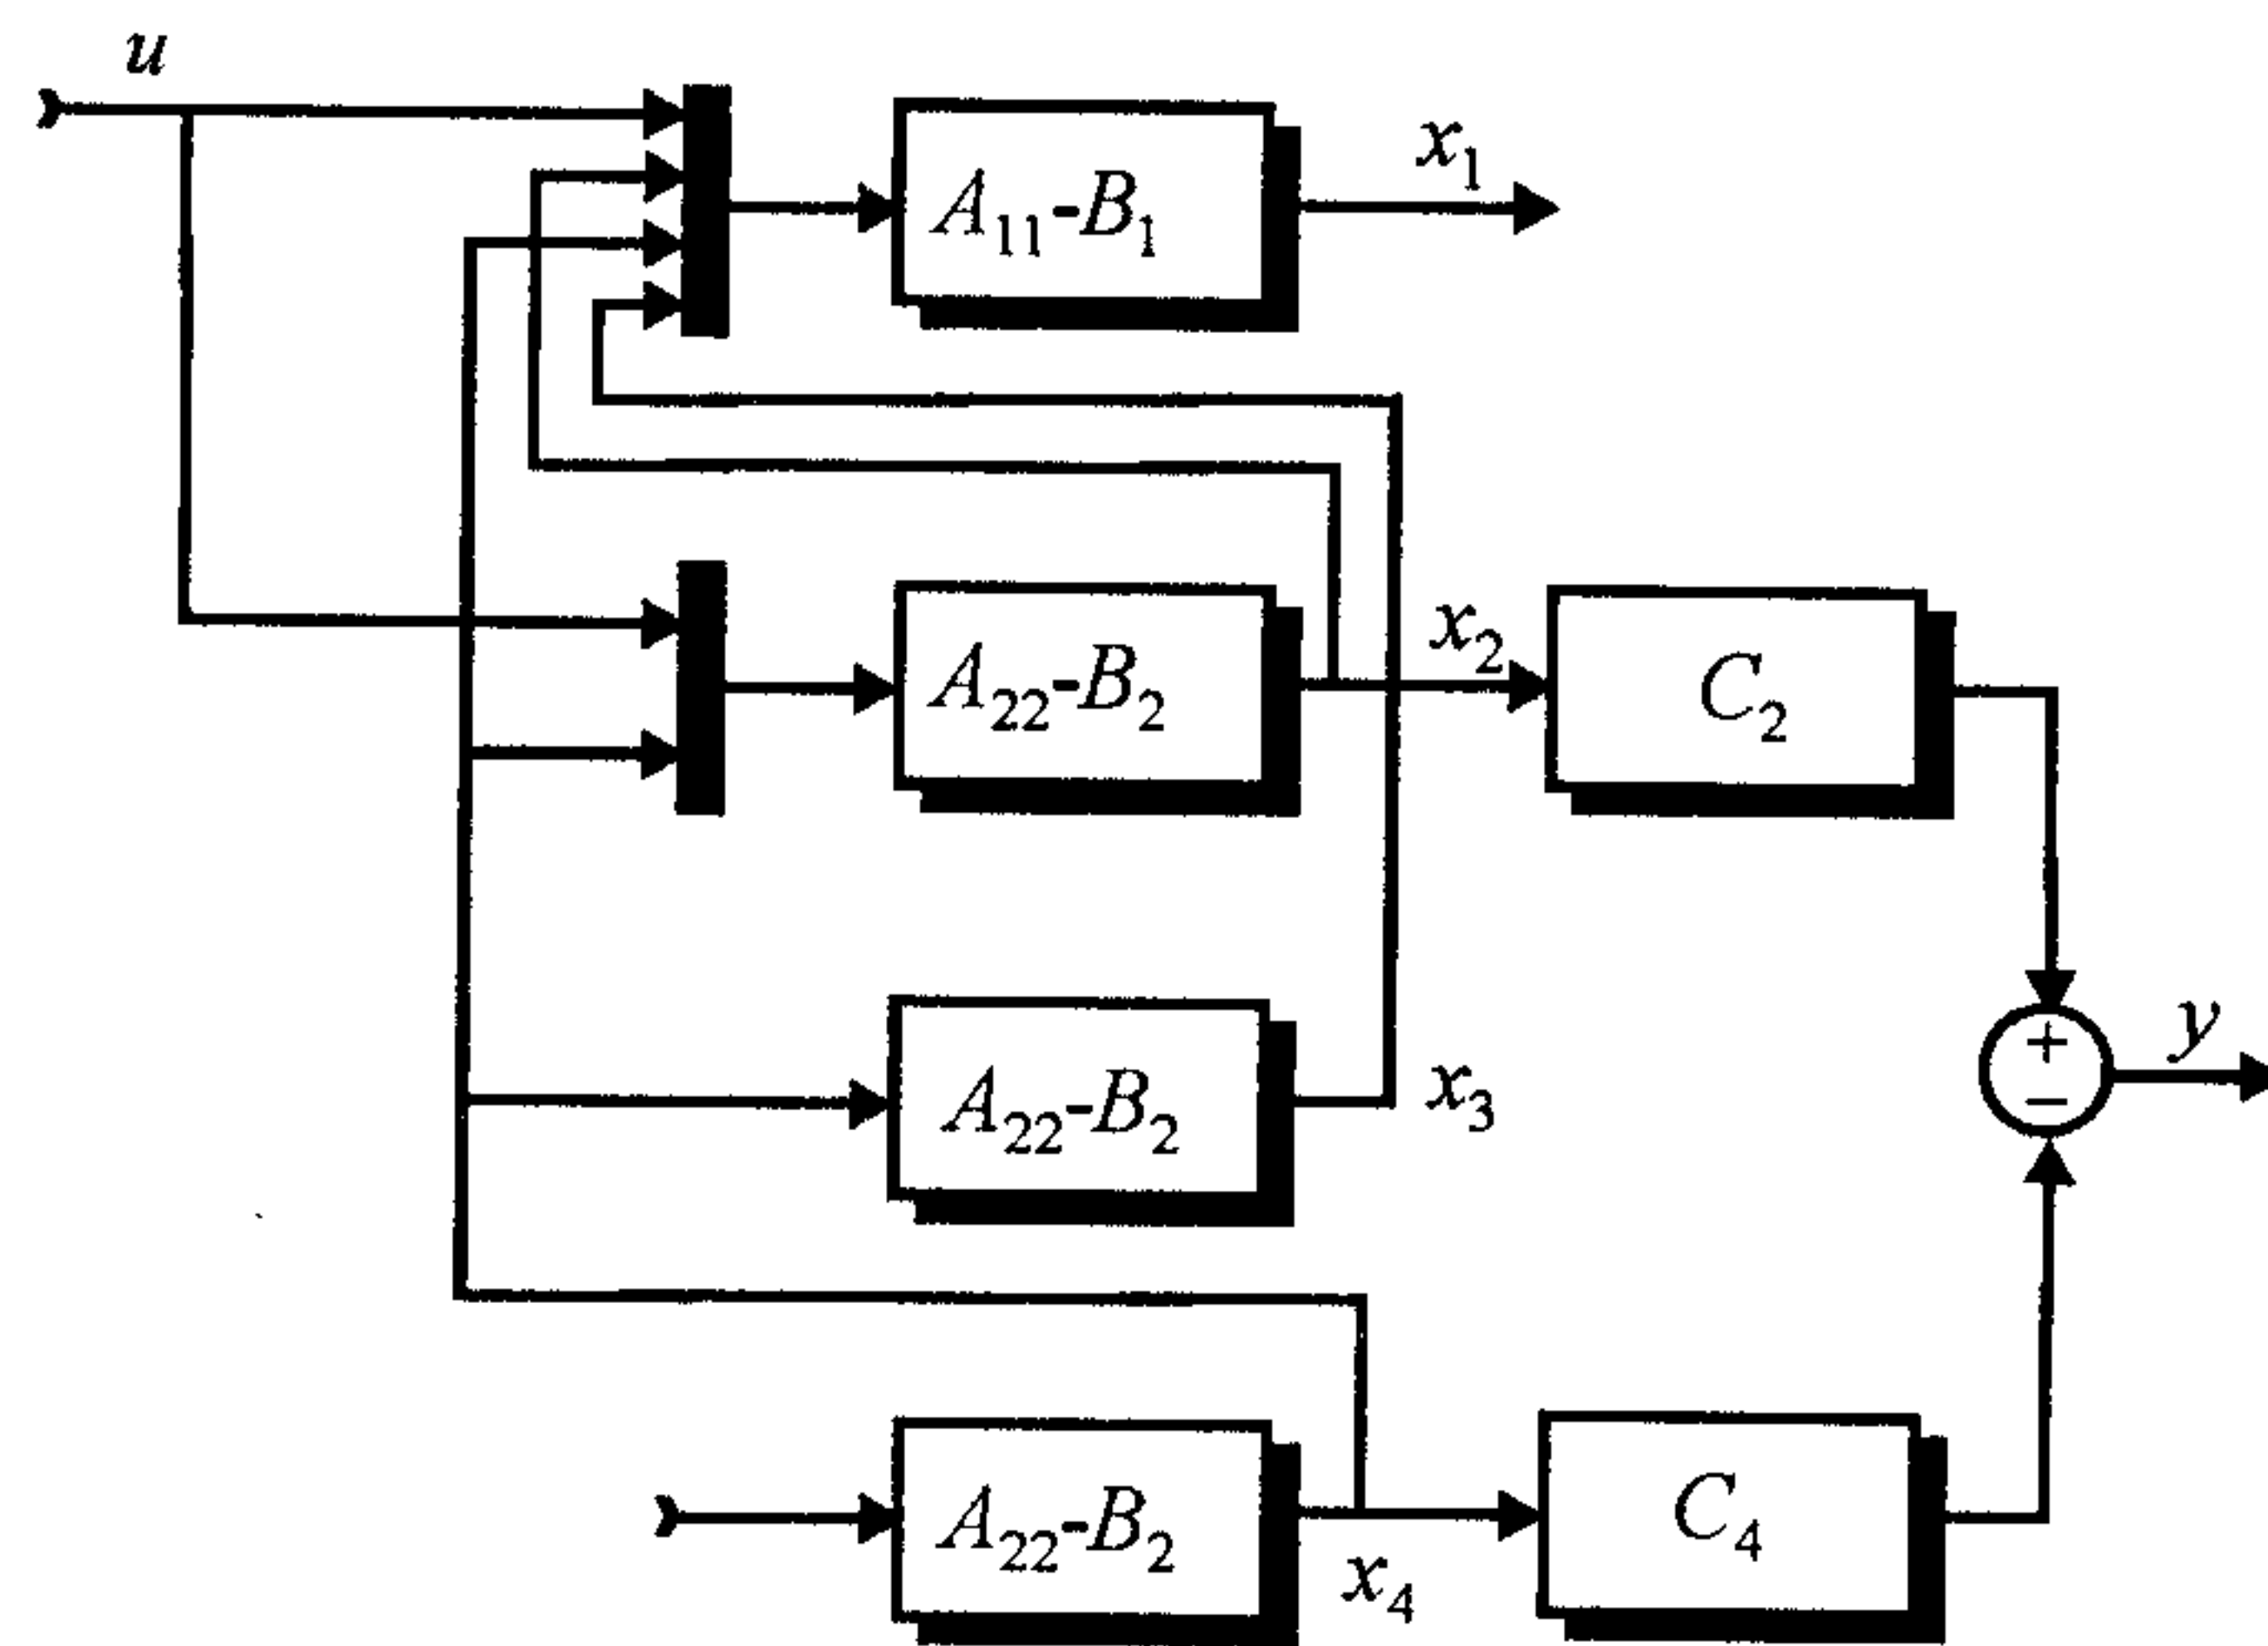 u
A₁₁-B₁
x₁
A₂₂-B₂
x₂
C₂
A₂₂-B₂
x₃
+
−
y
A₂₂-B₂
x₄
C₄